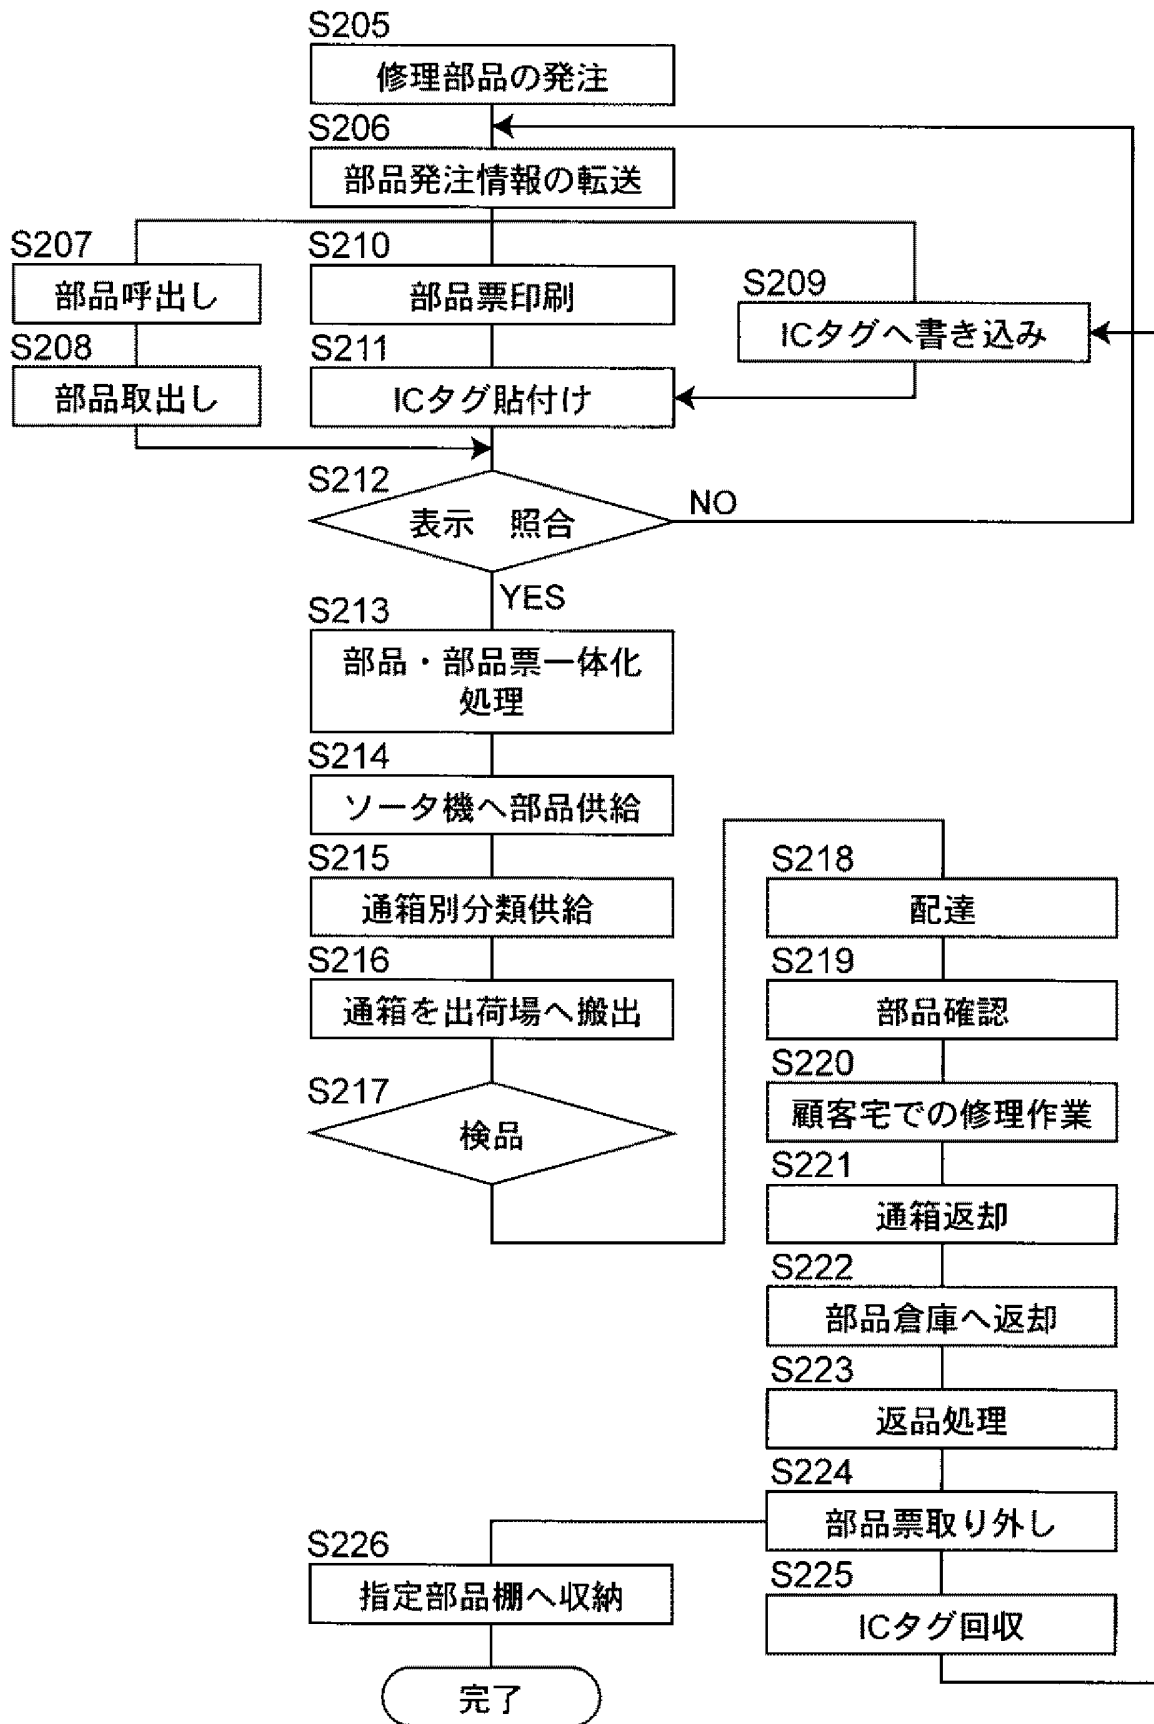 S205
修理部品の発注
S206
部品発注情報の転送
S207
部品呼出し
S210
部品票印刷
S209
ICタグへ書き込み
S208
部品取出し
S211
ICタグ貼付け
S212
表示　照合
NO
YES
S213
部品・部品票一体化
処理
S214
ソータ機へ部品供給
S215
通箱別分類供給
S216
通箱を出荷場へ搬出
S217
検品
S218
配達
S219
部品確認
S220
顧客宅での修理作業
S221
通箱返却
S222
部品倉庫へ返却
S223
返品処理
S224
部品票取り外し
S225
ICタグ回収
S226
指定部品棚へ収納
完了